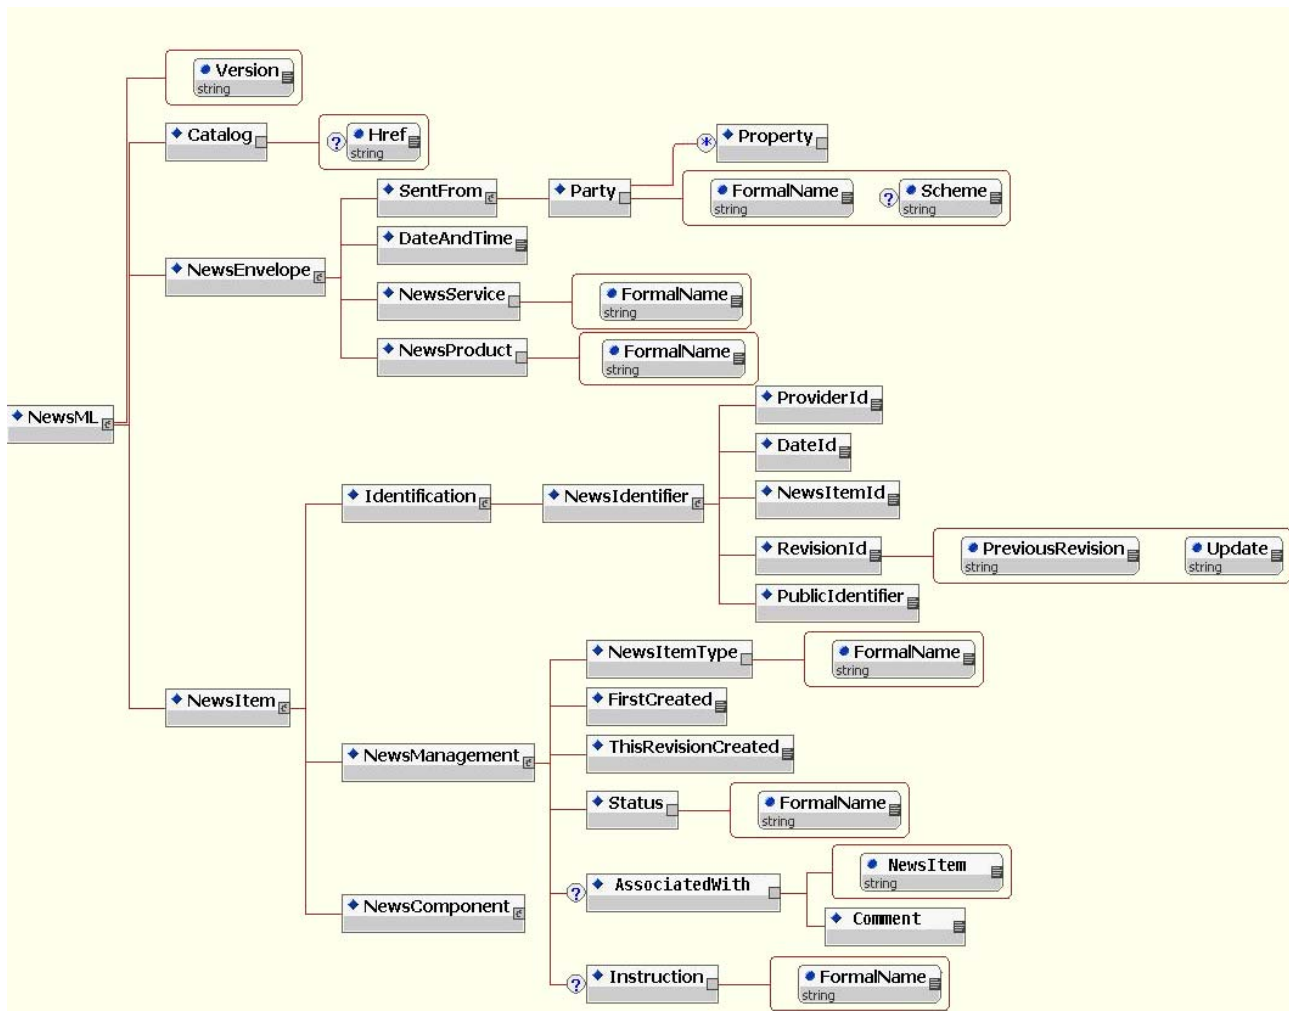 Version
string
Catalog
? Href
string
* Property
SentFrom
Party
FormalName
string
? Scheme
string
DateAndTime
NewsEnvelope
NewsService
FormalName
string
NewsProduct
FormalName
string
NewsML
ProviderId
DateId
Identification
NewsIdentifier
NewsItemId
RevisionId
PreviousRevision
string
Update
string
PublicIdentifier
NewsItemType
FormalName
string
NewsItem
FirstCreated
NewsManagement
ThisRevisionCreated
Status
FormalName
string
? AssociatedWith
NewsItem
string
NewsComponent
Comment
? Instruction
FormalName
string